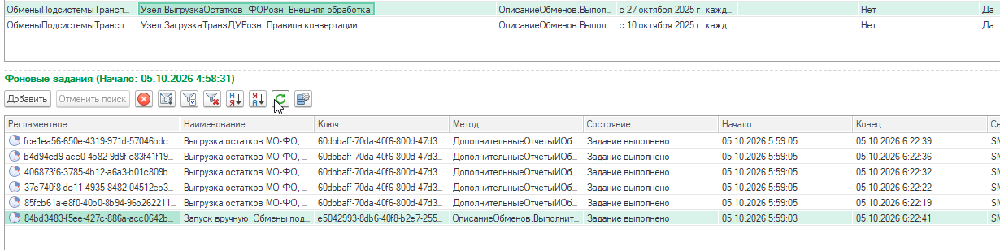 ОбменыПодсистемыТрансп... Узел ВыгрузкаОстатков_ФОРозн: Внешняя обработка ОписаниеОбменов.Выпол... с 27 октября 2025 г. кажд... Нет Да
ОбменыПодсистемыТрансп... Узел ЗагрузкаТранзДУРозн: Правила конвертации ОписаниеОбменов.Выпол... с 10 октября 2025 г. кажд... Нет Да
Фоновые задания (Начало: 05.10.2026 4:58:31)
Добавить Отменить поиск
Регламентное Наименование Ключ Метод Состояние Начало Конец Се
fce1ea56-650e-4319-971d-57046bdc... Выгрузка остатков МО-ФО, ... 60dbbaff-70da-40f6-800d-47d3... ДополнительныеОтчетыИОб... Задание выполнено 05.10.2026 5:59:05 05.10.2026 6:22:39 SM
b4d94cd9-aec0-4b82-9d9f-c83f41f19... Выгрузка остатков МО-ФО, ... 60dbbaff-70da-40f6-800d-47d3... ДополнительныеОтчетыИОб... Задание выполнено 05.10.2026 5:59:05 05.10.2026 6:22:36 SM
406873f6-3785-4b12-a6a3-b01c809b... Выгрузка остатков МО-ФО, ... 60dbbaff-70da-40f6-800d-47d3... ДополнительныеОтчетыИОб... Задание выполнено 05.10.2026 5:59:05 05.10.2026 6:22:32 SM
37e740f8-dc11-4935-8482-04512eb3... Выгрузка остатков МО-ФО, ... 60dbbaff-70da-40f6-800d-47d3... ДополнительныеОтчетыИОб... Задание выполнено 05.10.2026 5:59:05 05.10.2026 6:22:22 SM
85fcb61a-e8f0-40b0-8b94-96b262211... Выгрузка остатков МО-ФО, ... 60dbbaff-70da-40f6-800d-47d3... ДополнительныеОтчетыИОб... Задание выполнено 05.10.2026 5:59:05 05.10.2026 6:22:19 SM
84bd3483-f5ee-427c-886a-acc0642b... Запуск вручную: Обмены под... e5042993-8db6-40f8-b2e7-255... ОписаниеОбменов.Выполнит... Задание выполнено 05.10.2026 5:59:03 05.10.2026 6:22:41 SM